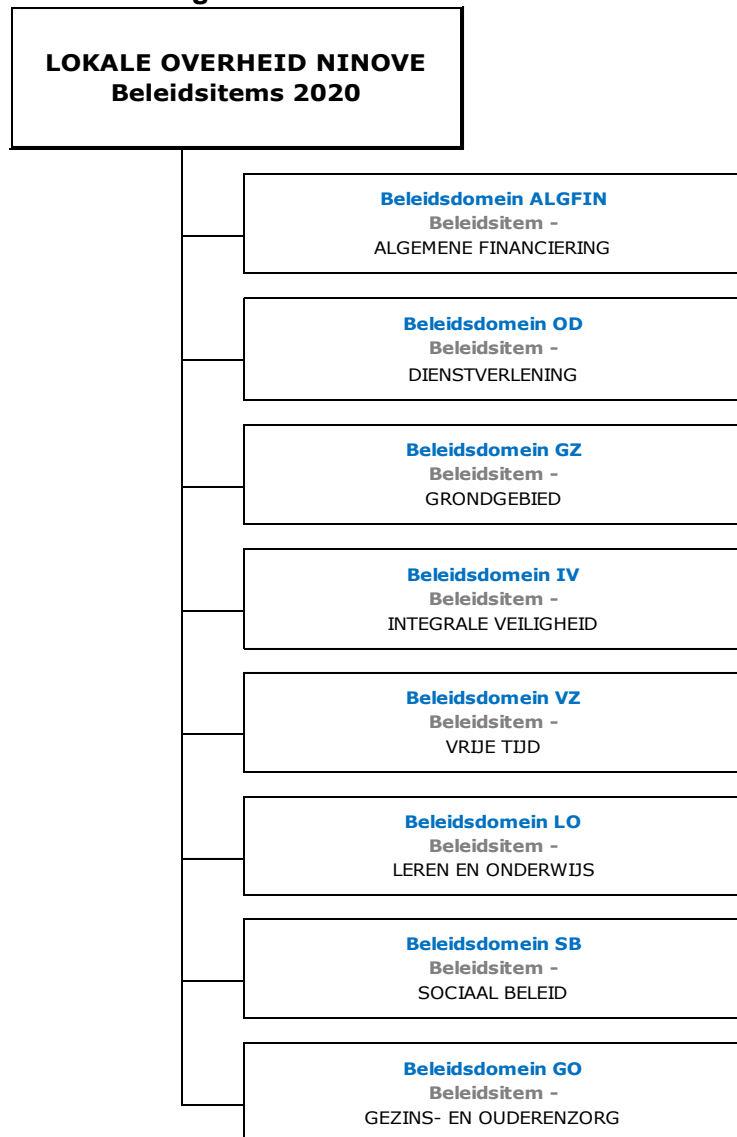 LOKALE OVERHEID NINOVE
Beleidsitems 2020
Beleidsdomein ALGFIN
Beleidsitem -
ALGEMENE FINANCIERING
Beleidsdomein OD
Beleidsitem -
DIENSTVERLENING
Beleidsdomein GZ
Beleidsitem -
GRONDGEBIED
Beleidsdomein IV
Beleidsitem -
INTEGRALE VEILIGHEID
Beleidsdomein VZ
Beleidsitem -
VRIJE TIJD
Beleidsdomein LO
Beleidsitem -
LEREN EN ONDERWIJS
Beleidsdomein SB
Beleidsitem -
SOCIAAL BELEID
Beleidsdomein GO
Beleidsitem -
GEZINS- EN OUDERENZORG